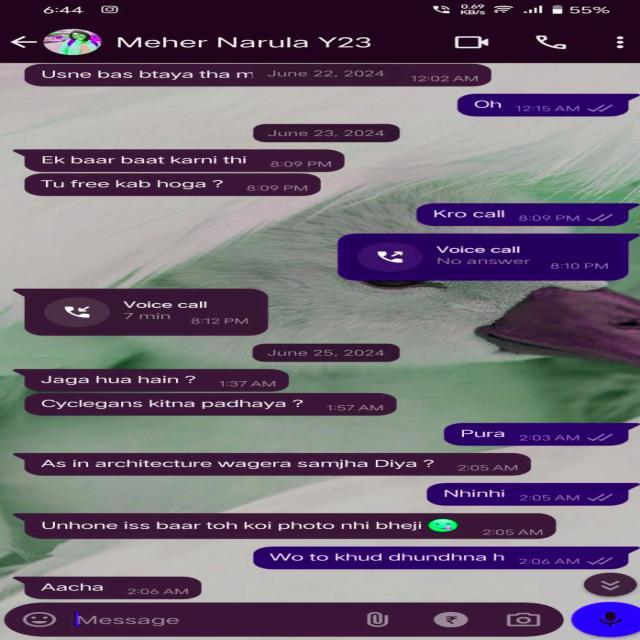 6:44 0.69 KB/s 55%
Meher Narula Y23
Usne bas btaya tha m 12:02 AM
June 22, 2024
Oh 12:15 AM
June 23, 2024
Ek baar baat karni thi 8:09 PM
Tu free kab hoga ? 8:09 PM
Kro call 8:09 PM
Voice call
No answer 8:10 PM
Voice call
7 min 8:12 PM
June 25, 2024
Jaga hua hain ? 1:37 AM
Cyclegans kitna padhaya ? 1:57 AM
Pura 2:03 AM
As in architecture wagera samjha Diya ? 2:05 AM
Nhinhi 2:05 AM
Unhone iss baar toh koi photo nhi bheji 2:05 AM
Wo to khud dhundhna h 2:06 AM
Aacha 2:06 AM
Message